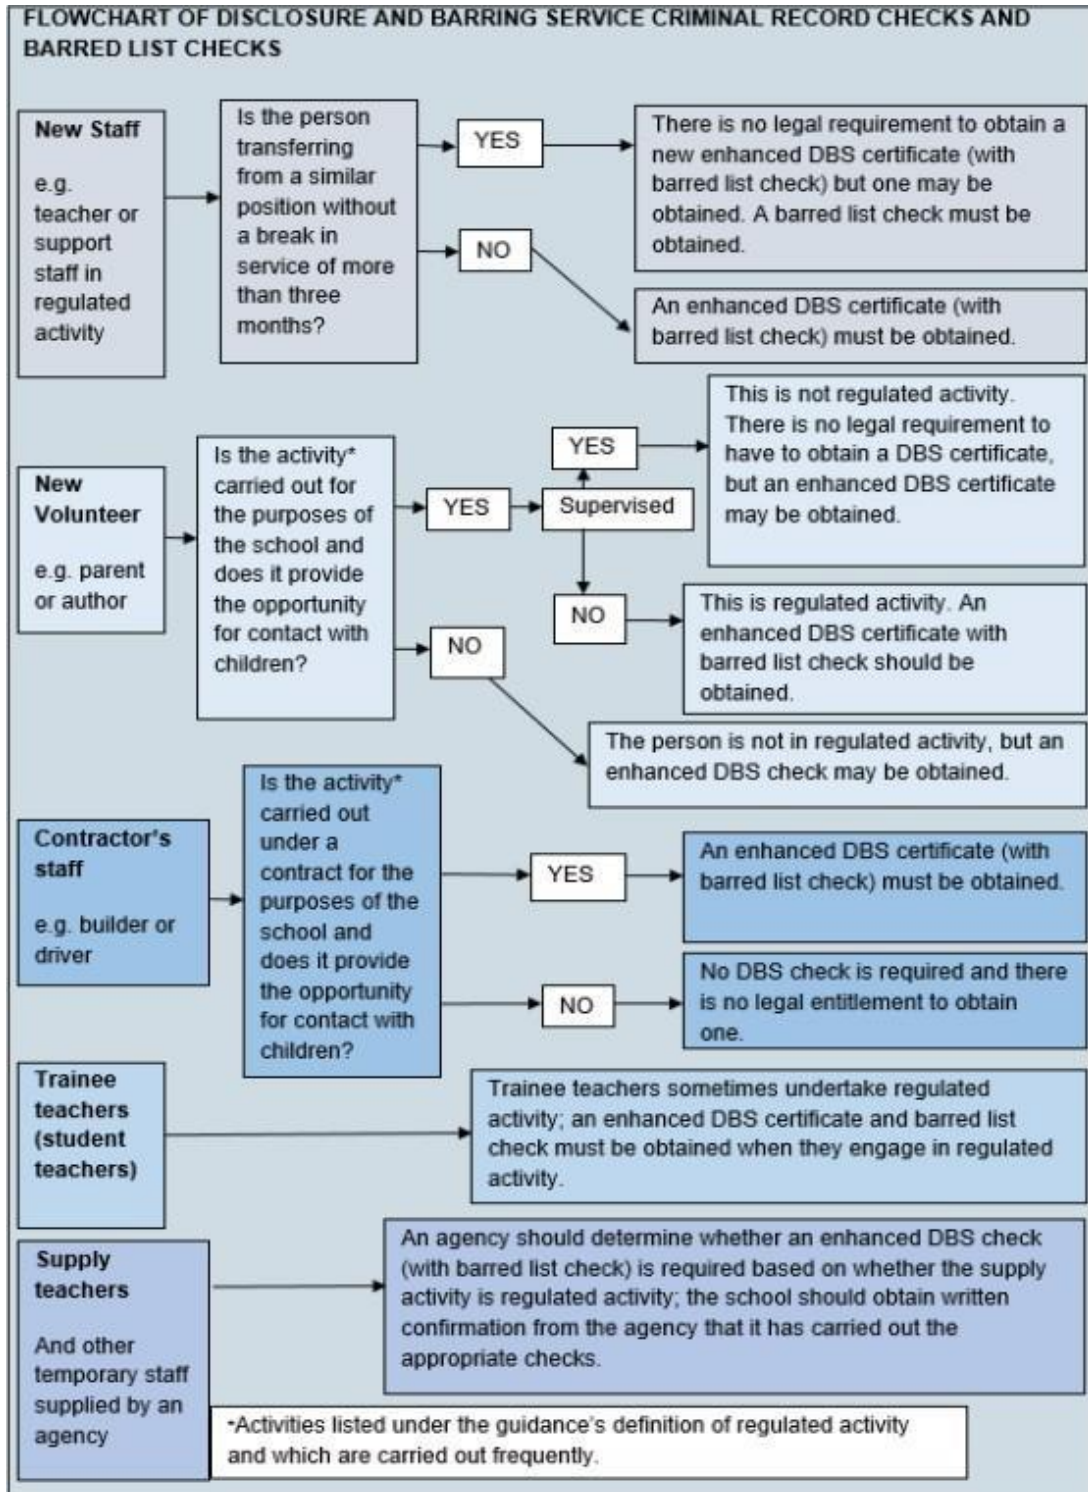 FLOWCHART OF DISCLOSURE AND BARRING SERVICE CRIMINAL RECORD CHECKS AND
BARRED LIST CHECKS
New Staff
e.g.
teacher or
support
staff in
regulated
activity
Is the person
transferring
from a similar
position without
a break in
service of more
than three
months?
YES
There is no legal requirement to obtain a
new enhanced DBS certificate (with
barred list check) but one may be
obtained. A barred list check must be
obtained.
NO
An enhanced DBS certificate (with
barred list check) must be obtained.
New
Volunteer
e.g. parent
or author
Is the activity*
carried out for
the purposes of
the school and
does it provide
the opportunity
for contact with
children?
YES
Supervised
YES
This is not regulated activity.
There is no legal requirement to
have to obtain a DBS certificate,
but an enhanced DBS certificate
may be obtained.
NO
This is regulated activity. An
enhanced DBS certificate with
barred list check should be
obtained.
NO
The person is not in regulated activity, but an
enhanced DBS check may be obtained.
Contractor's
staff
e.g. builder or
driver
Is the activity*
carried out
under a
contract for the
purposes of the
school and
does it provide
the opportunity
for contact with
children?
YES
An enhanced DBS certificate (with
barred list check) must be obtained.
NO
No DBS check is required and there
is no legal entitlement to obtain
one.
Trainee
teachers
(student
teachers)
Trainee teachers sometimes undertake regulated
activity; an enhanced DBS certificate and barred list
check must be obtained when they engage in regulated
activity.
Supply
teachers
And other
temporary staff
supplied by an
agency
An agency should determine whether an enhanced DBS check
(with barred list check) is required based on whether the supply
activity is regulated activity; the school should obtain written
confirmation from the agency that it has carried out the
appropriate checks.
*Activities listed under the guidance's definition of regulated activity
and which are carried out frequently.